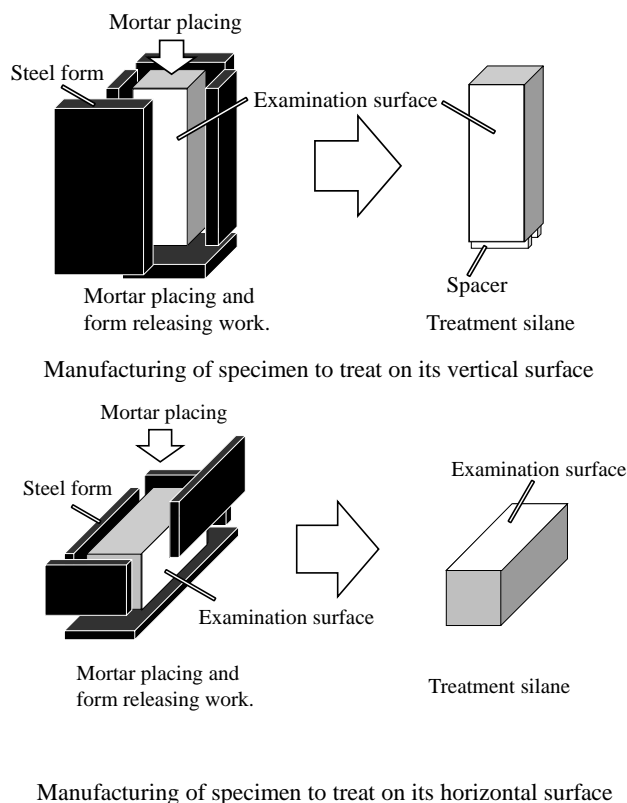 Mortar placing
Steel form
Examination surface
Spacer
Mortar placing and
form releasing work.
Treatment silane
Manufacturing of specimen to treat on its vertical surface
Mortar placing
Steel form
Examination surface
Examination surface
Mortar placing and
form releasing work.
Treatment silane
Manufacturing of specimen to treat on its horizontal surface